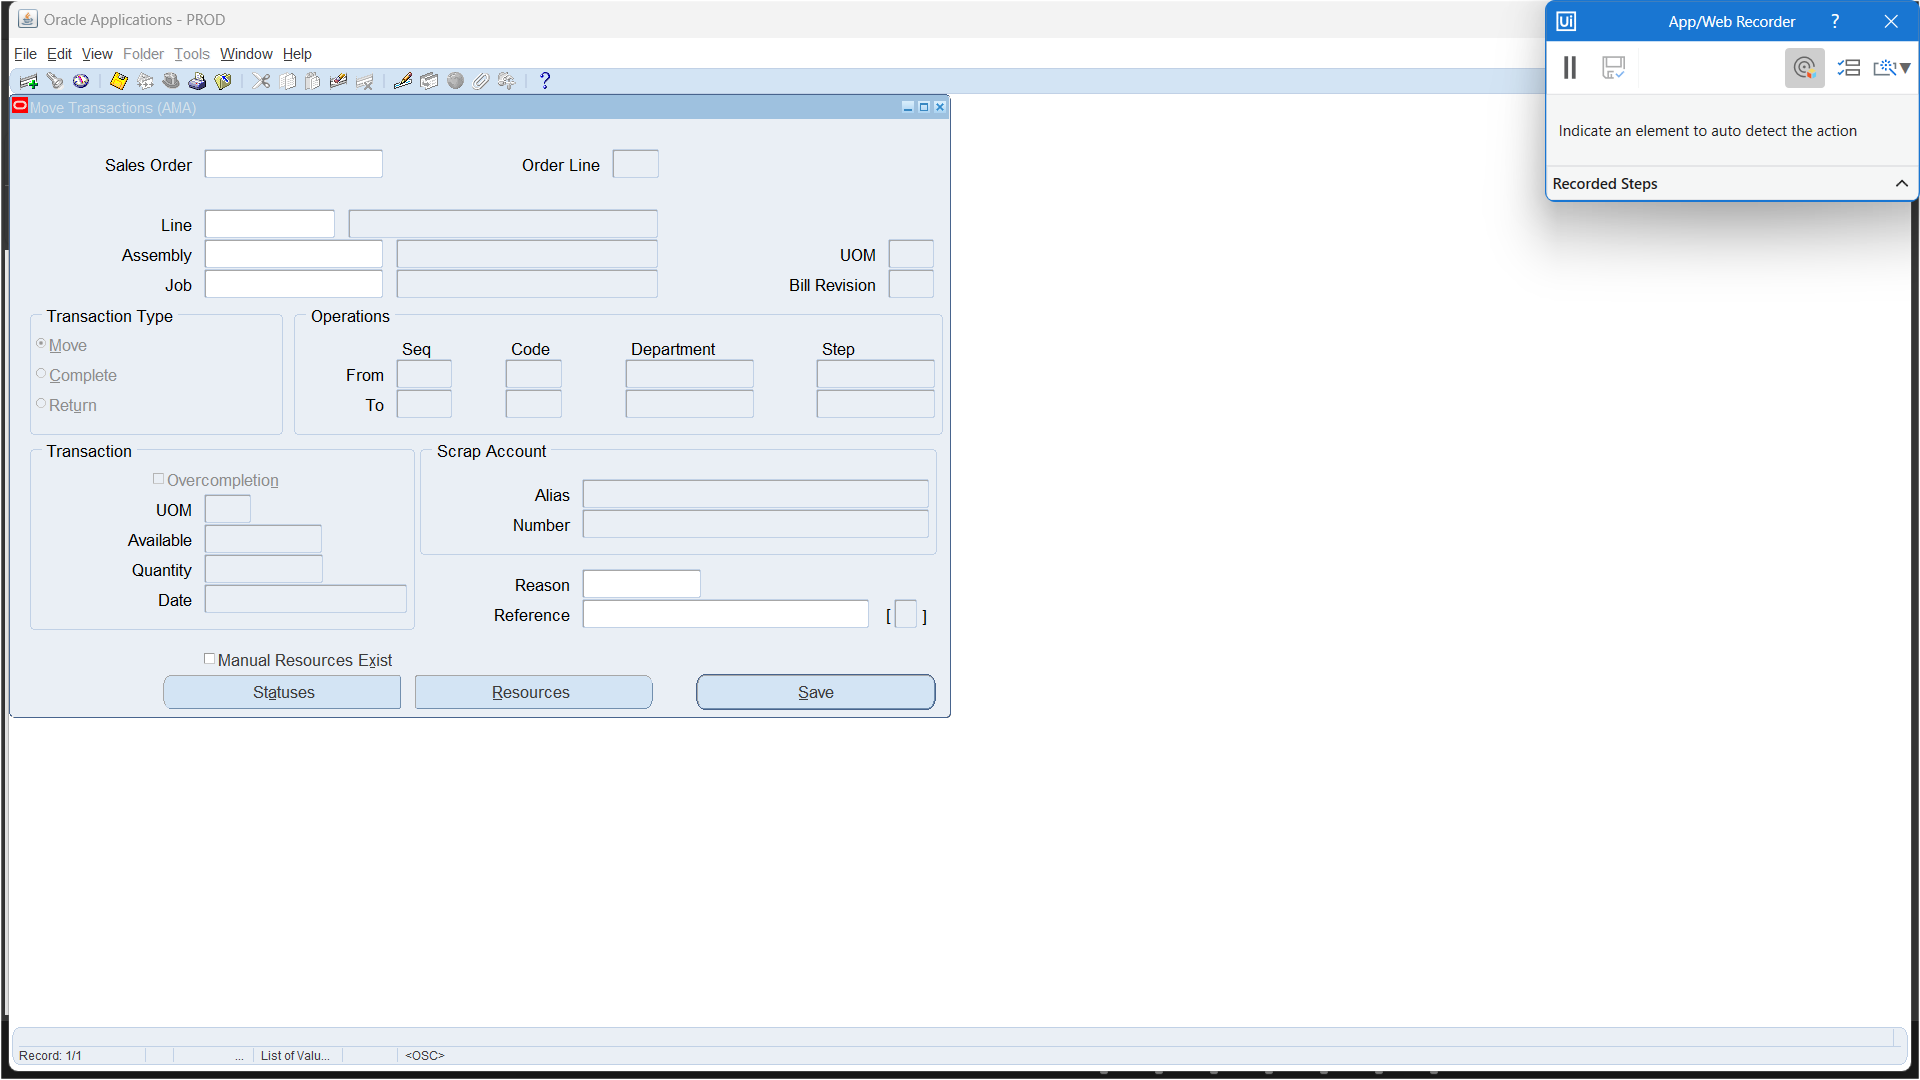 Oracle Applications - PROD
File Edit View Folder Tools Window Help
?
Move Transactions (AMA)
Sales Order
Order Line
Line
Assembly
UOM
Job
Bill Revision
Transaction Type
Move
Complete
Return
Operations
Seq Code Department Step
From
To
Transaction
Overcompletion
UOM
Available
Quantity
Date
Scrap Account
Alias
Number
Reason
Reference
[ ]
Manual Resources Exist
Statuses Resources Save
Record: 1/1 ... List of Valu... <OSC>
Ui App/Web Recorder ?
Indicate an element to auto detect the action
Recorded Steps